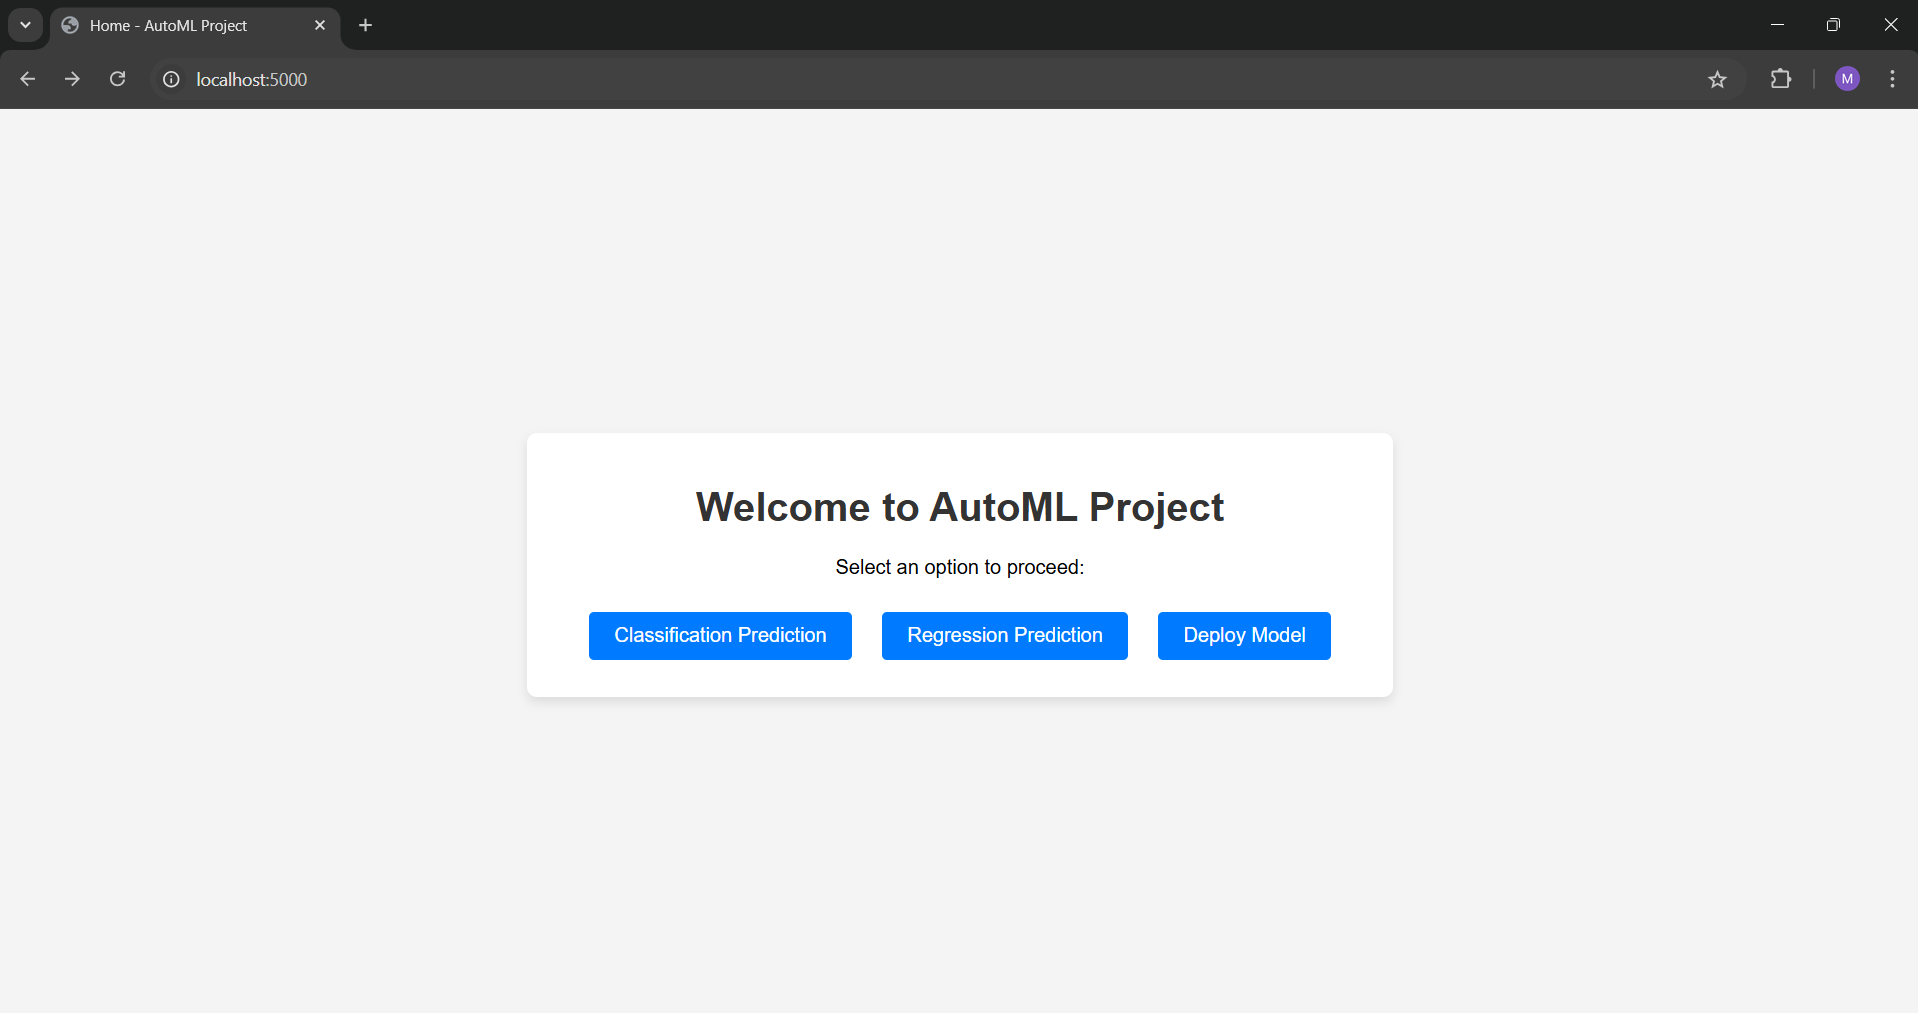 Home - AutoML Project
localhost:5000
M
Welcome to AutoML Project
Select an option to proceed:
Classification Prediction Regression Prediction Deploy Model